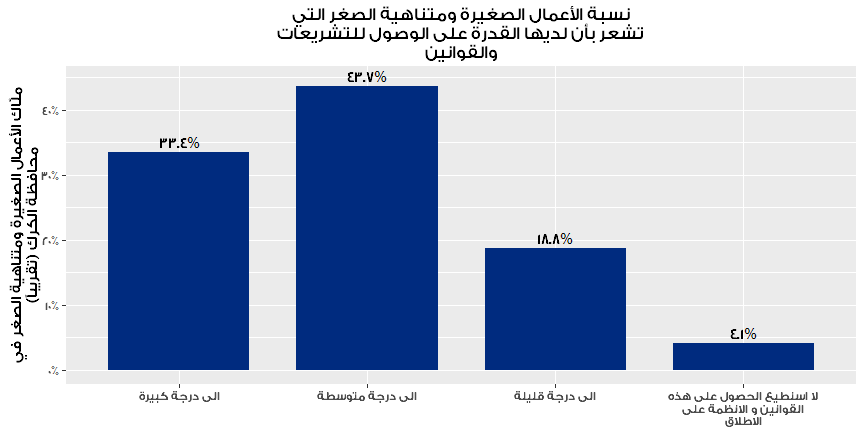 نسبة الأعمال الصغيرة ومتناهية الصغر التي
تشعر بأن لديها القدرة على الوصول للتشريعات
والقوانين
ملّاك الأعمال الصغيرة ومتناهية الصغر في
محافظة الكرك (تقريبا)
٤٠%
٣٠%
٢٠%
١٠%
٠%
٣٣.٤%
٤٣.٧%
١٨.٨%
٤.١%
الى درجة كبيرة
الى درجة متوسطة
الى درجة قليلة
لا استطيع الحصول على هذه
القوانين و الانظمة على
الاطلاق